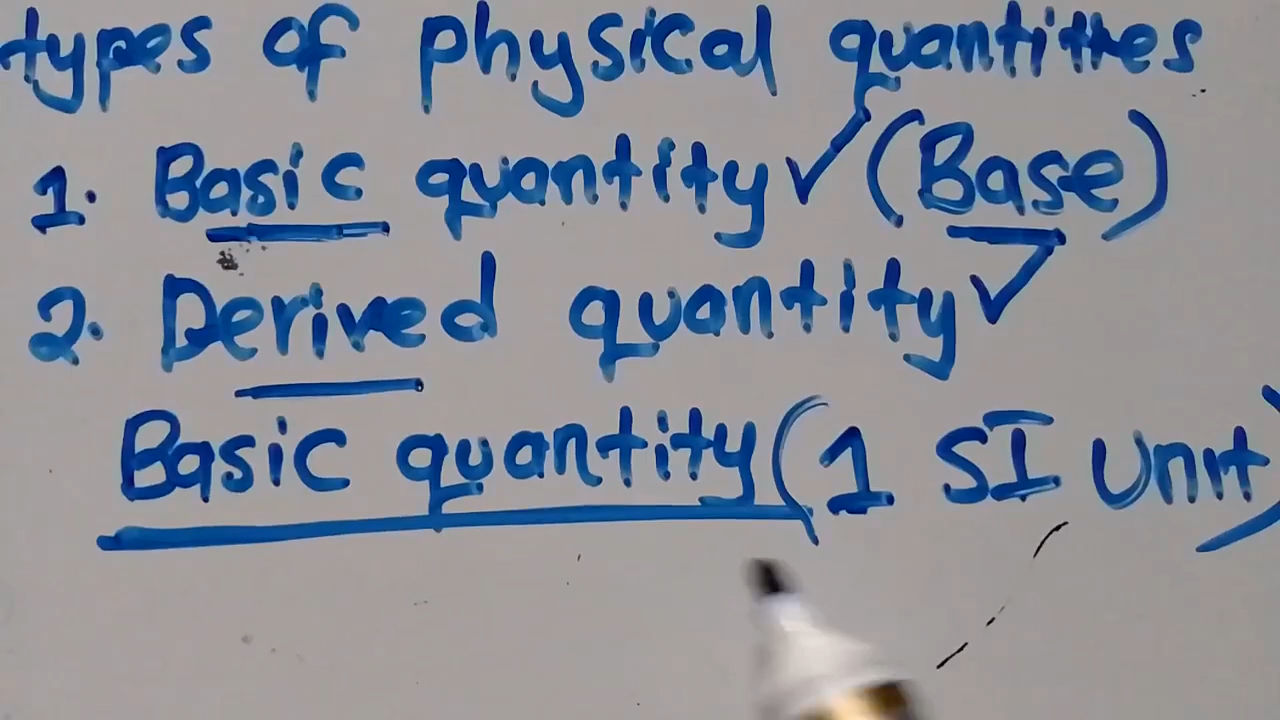 types of physical quantities
1. Basic quantity ✓ (Base)
2. Derived quantity ✓
Basic quantity (1 SI Unit)